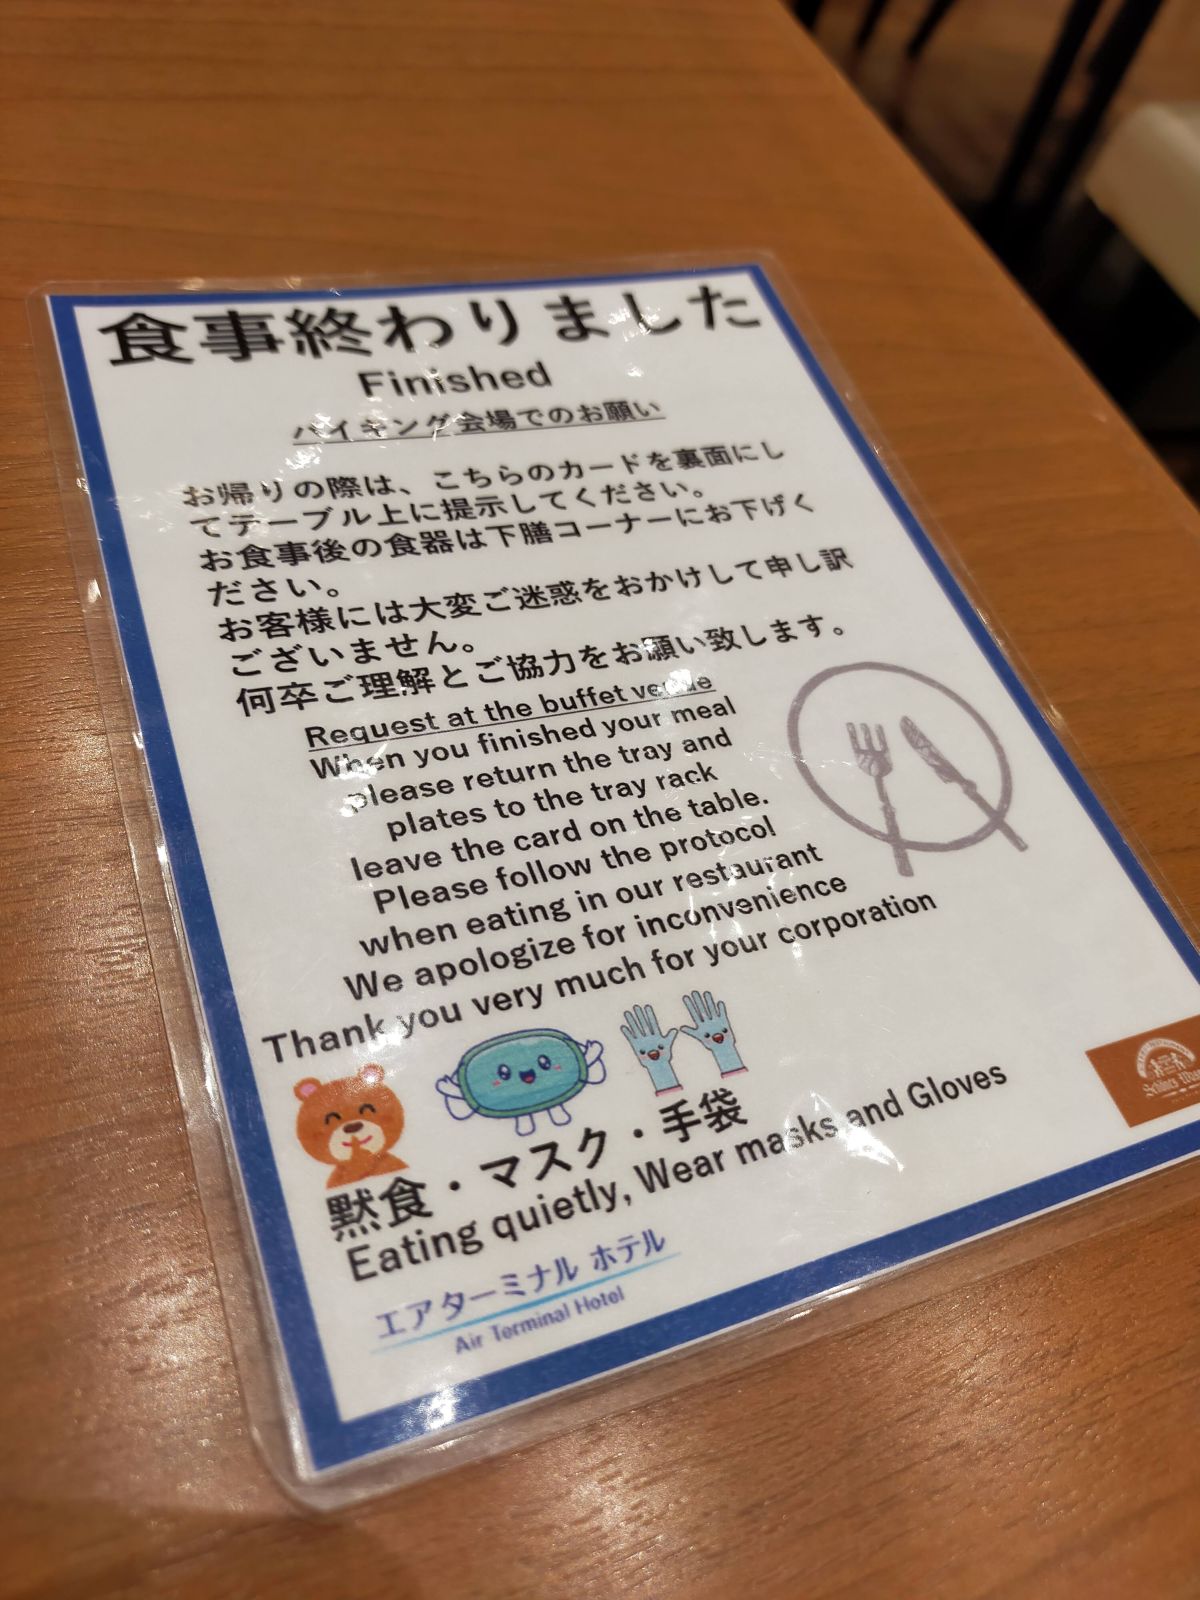 食事終わりました
Finished
バイキング会場でのお願い
お帰りの際は、こちらのカードを裏面にし
てテーブル上に提示してください。
お食事後の食器は下膳コーナーにお下げく
ださい。
お客様には大変ご迷惑をおかけして申し訳
ございません。
何卒ご理解とご協力をお願い致します。
Request at the buffet venue
When you finished your meal
please return the tray and
plates to the tray rack
leave the card on the table.
Please follow the protocol
when eating in our restaurant
We apologize for inconvenience
Thank you very much for your corporation
黙食・マスク・手袋
Eating quietly, Wear masks and Gloves
エアターミナル ホテル
Air Terminal Hotel